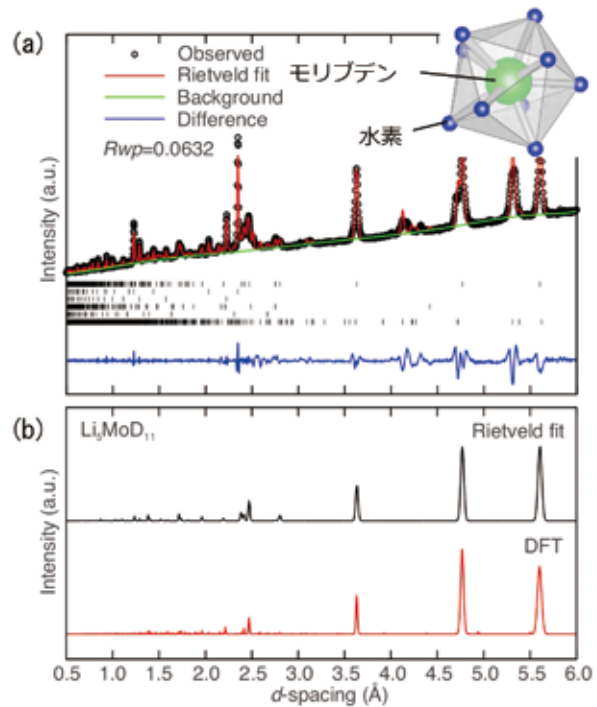 (a)
Observed
Rietveld fit
Background
Difference
Rwp=0.0632
モリブデン
水素
Intensity (a.u.)
(b)
Li₅MoD₁₁
Rietveld fit
DFT
Intensity (a.u.)
0.5 1.0 1.5 2.0 2.5 3.0 3.5 4.0 4.5 5.0 5.5 6.0
d-spacing (Å)